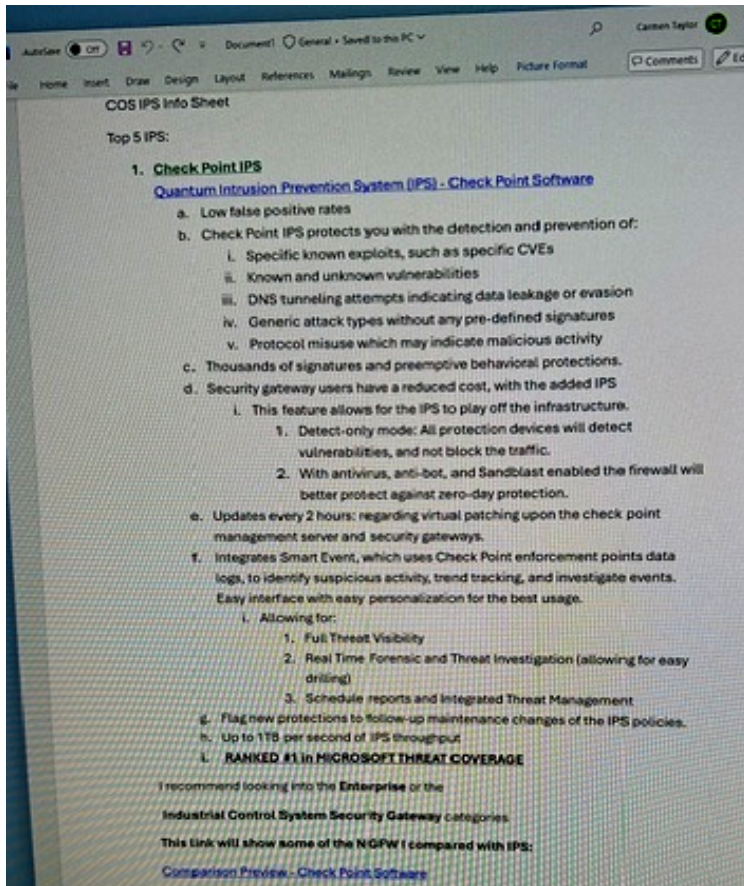 AutoSave Off Document1 General • Saved to this PC Carmen Taylor CT
Home Insert Draw Design Layout References Mailings Review View Help Picture Format Comments
COS IPS Info Sheet
Top 5 IPS:
1. Check Point IPS
Quantum Intrusion Prevention System (IPS) - Check Point Software
a. Low false positive rates
b. Check Point IPS protects you with the detection and prevention of:
i. Specific known exploits, such as specific CVEs
ii. Known and unknown vulnerabilities
iii. DNS tunneling attempts indicating data leakage or evasion
iv. Generic attack types without any pre-defined signatures
v. Protocol misuse which may indicate malicious activity
c. Thousands of signatures and preemptive behavioral protections.
d. Security gateway users have a reduced cost, with the added IPS
i. This feature allows for the IPS to play off the infrastructure.
1. Detect-only mode: All protection devices will detect
vulnerabilities, and not block the traffic.
2. With antivirus, anti-bot, and Sandblast enabled the firewall will
better protect against zero-day protection.
e. Updates every 2 hours: regarding virtual patching upon the check point
management server and security gateways.
f. Integrates Smart Event, which uses Check Point enforcement points data
logs, to identify suspicious activity, trend tracking, and investigate events.
Easy interface with easy personalization for the best usage.
i. Allowing for:
1. Full Threat Visibility
2. Real Time Forensic and Threat Investigation (allowing for easy
drilling)
3. Schedule reports and Integrated Threat Management
g. Flag new protections to follow-up maintenance changes of the IPS policies.
h. Up to 1TB per second of IPS throughput
i. RANKED #1 in MICROSOFT THREAT COVERAGE
I recommend looking into the Enterprise or the
Industrial Control System Security Gateway categories
This Link will show some of the NGFW I compared with IPS:
Comparison Preview - Check Point Software